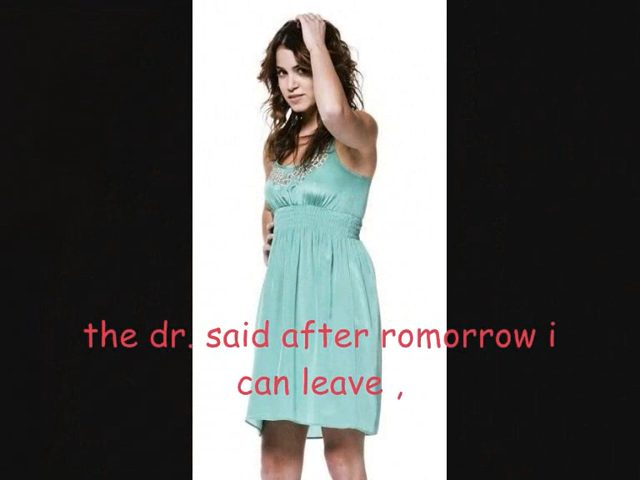 the dr. said after romorrow i
can leave ,